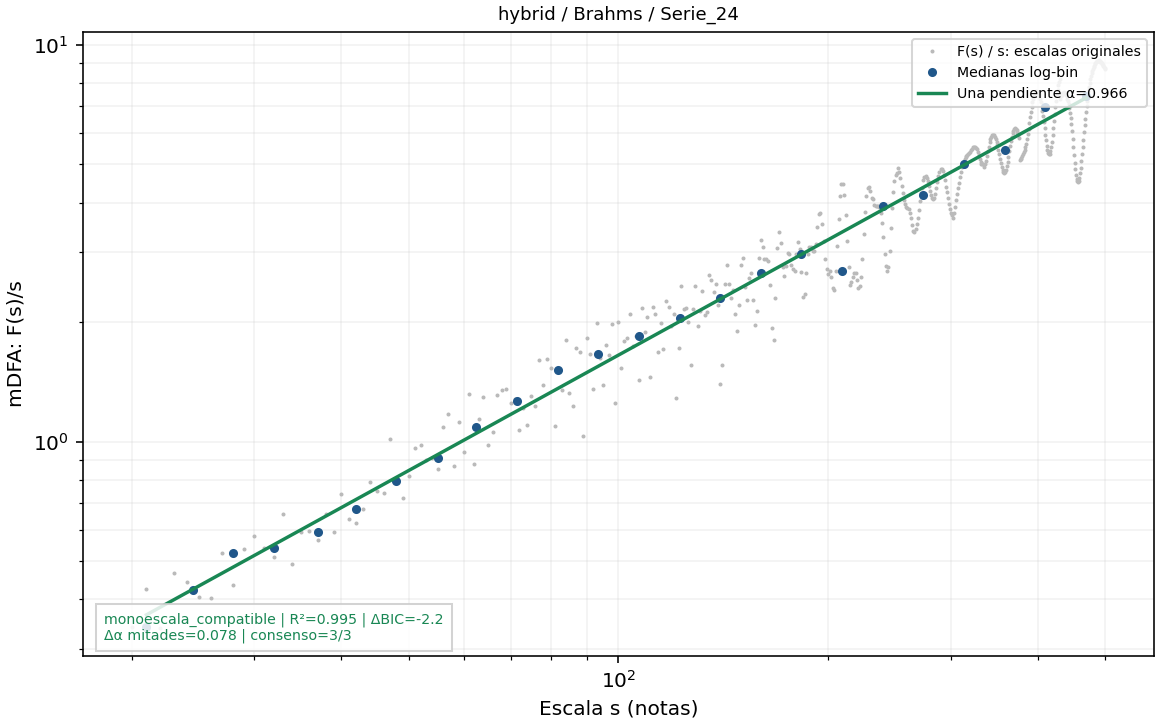 hybrid / Brahms / Serie_24
10¹
F(s) / s: escalas originales
Medianas log-bin
Una pendiente α=0.966
mDFA: F(s)/s
10⁰
monoescala_compatible | R²=0.995 | ΔBIC=-2.2
Δα mitades=0.078 | consenso=3/3
10²
Escala s (notas)